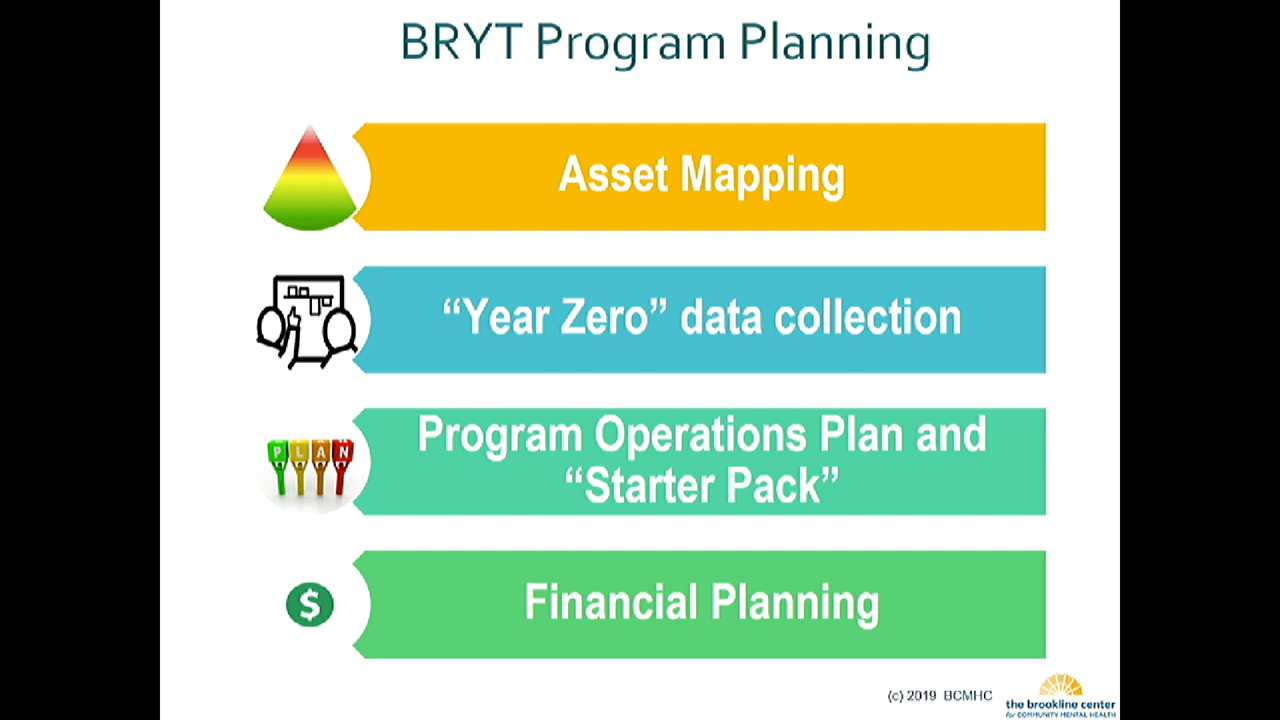 BRYT Program Planning
Asset Mapping
“Year Zero” data collection
Program Operations Plan and
“Starter Pack”
PLAN
$
Financial Planning
(c) 2019 BCMHC
the brookline center
for COMMUNITY MENTAL HEALTH